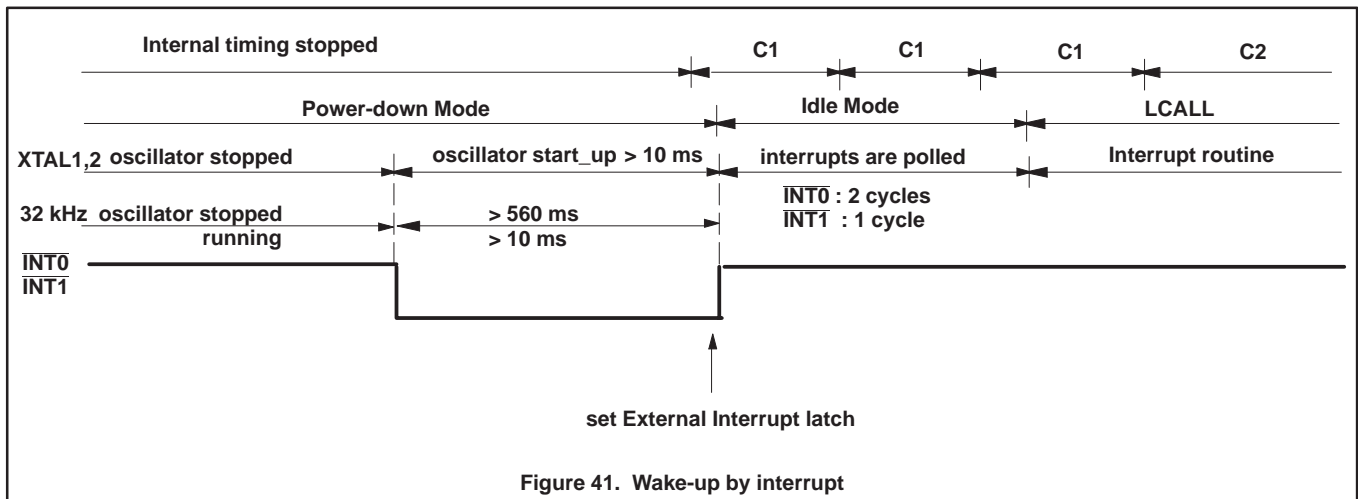 Internal timing stopped C1 C1 C1 C2
Power-down Mode Idle Mode LCALL
XTAL1,2 oscillator stopped oscillator start_up > 10 ms interrupts are polled Interrupt routine
INT0 : 2 cycles
INT1 : 1 cycle
32 kHz oscillator stopped > 560 ms
running > 10 ms
INT0
INT1
set External Interrupt latch
Figure 41. Wake-up by interrupt